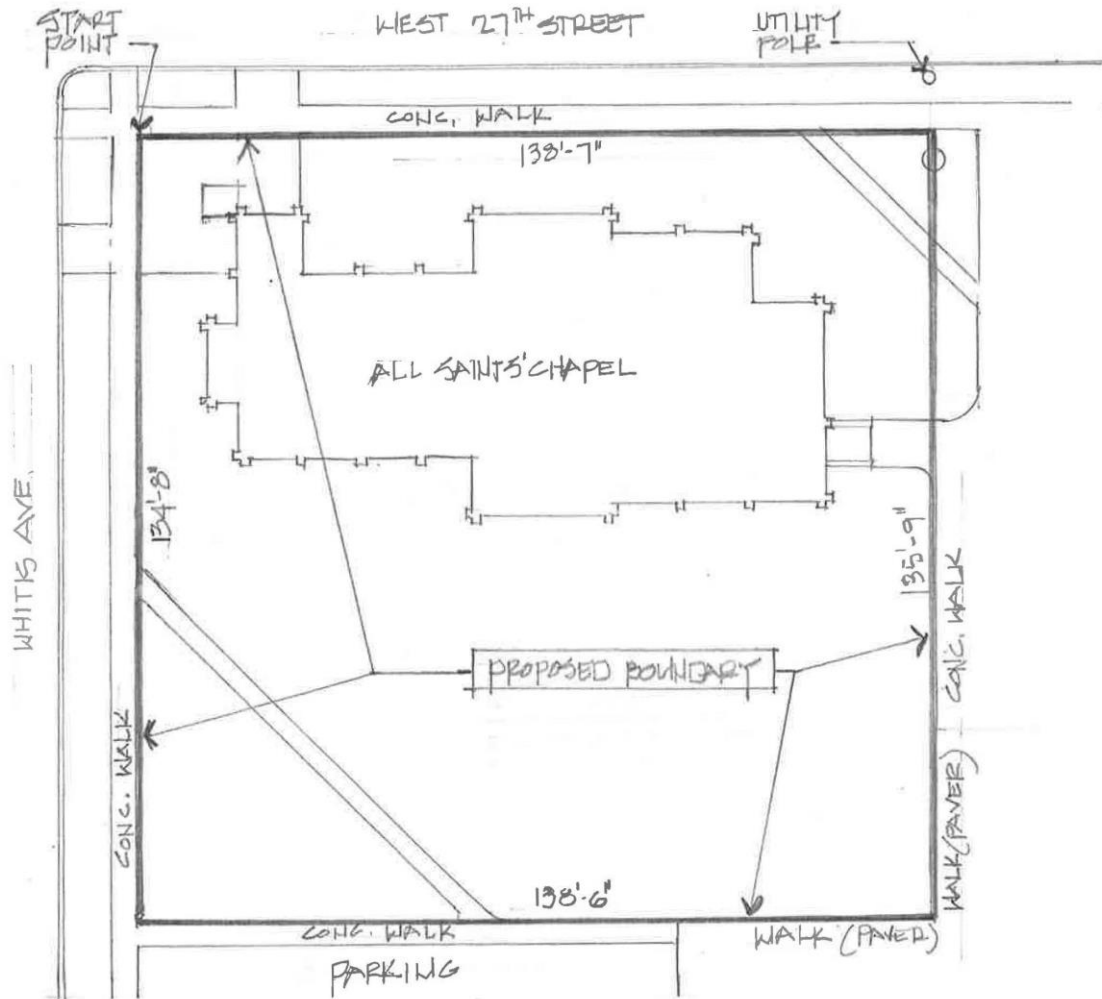 START
POINT
WEST 27TH STREET
UTILITY
POLE
CONC. WALK
138'-7"
ALL SAINTS' CHAPEL
WHITIS AVE.
134'-8"
135'-9"
CONC. WALK
PROPOSED BOUNDARY
CONC. WALK
WALK (PAVER)
138'-6"
CONC. WALK
WALK (PAVER)
PARKING